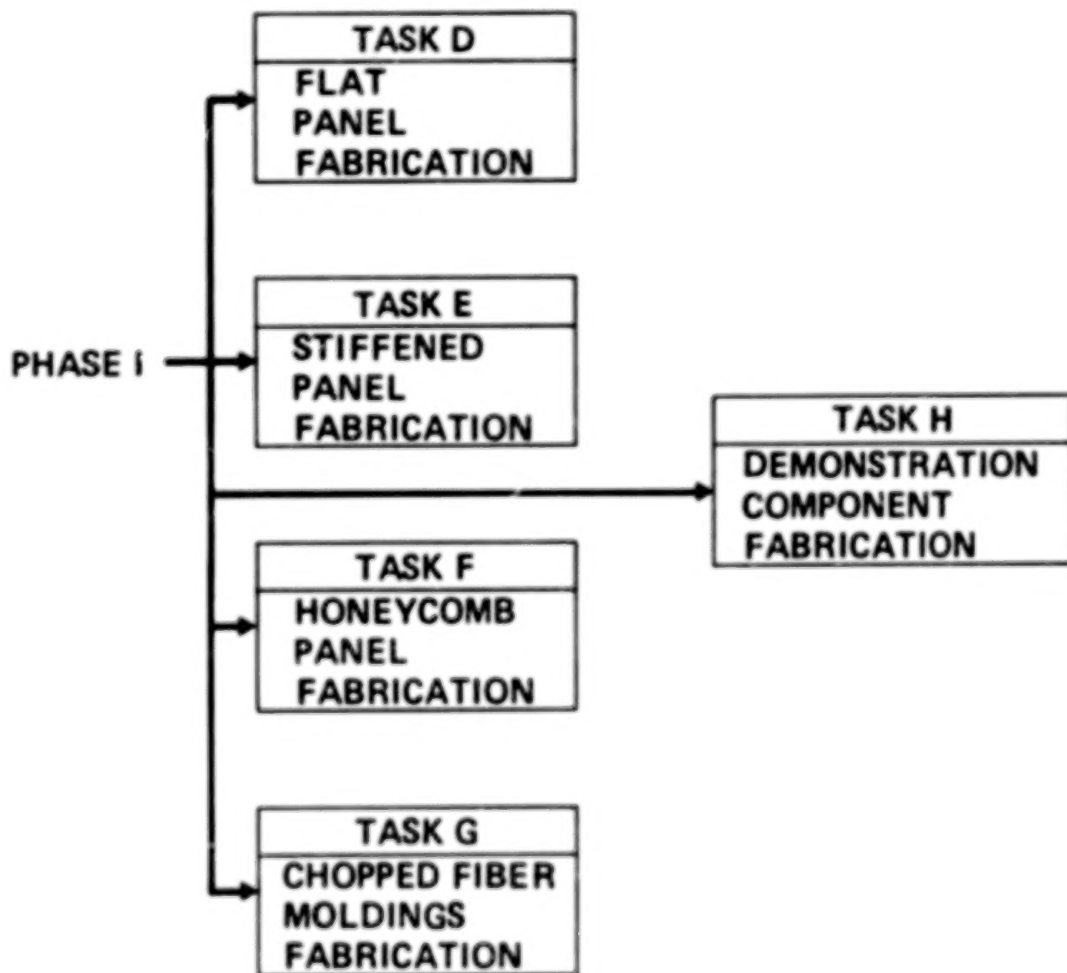 TASK D
FLAT
PANEL
FABRICATION
TASK E
STIFFENED
PANEL
FABRICATION
PHASE I
TASK H
DEMONSTRATION
COMPONENT
FABRICATION
TASK F
HONEYCOMB
PANEL
FABRICATION
TASK G
CHOPPED FIBER
MOLDINGS
FABRICATION